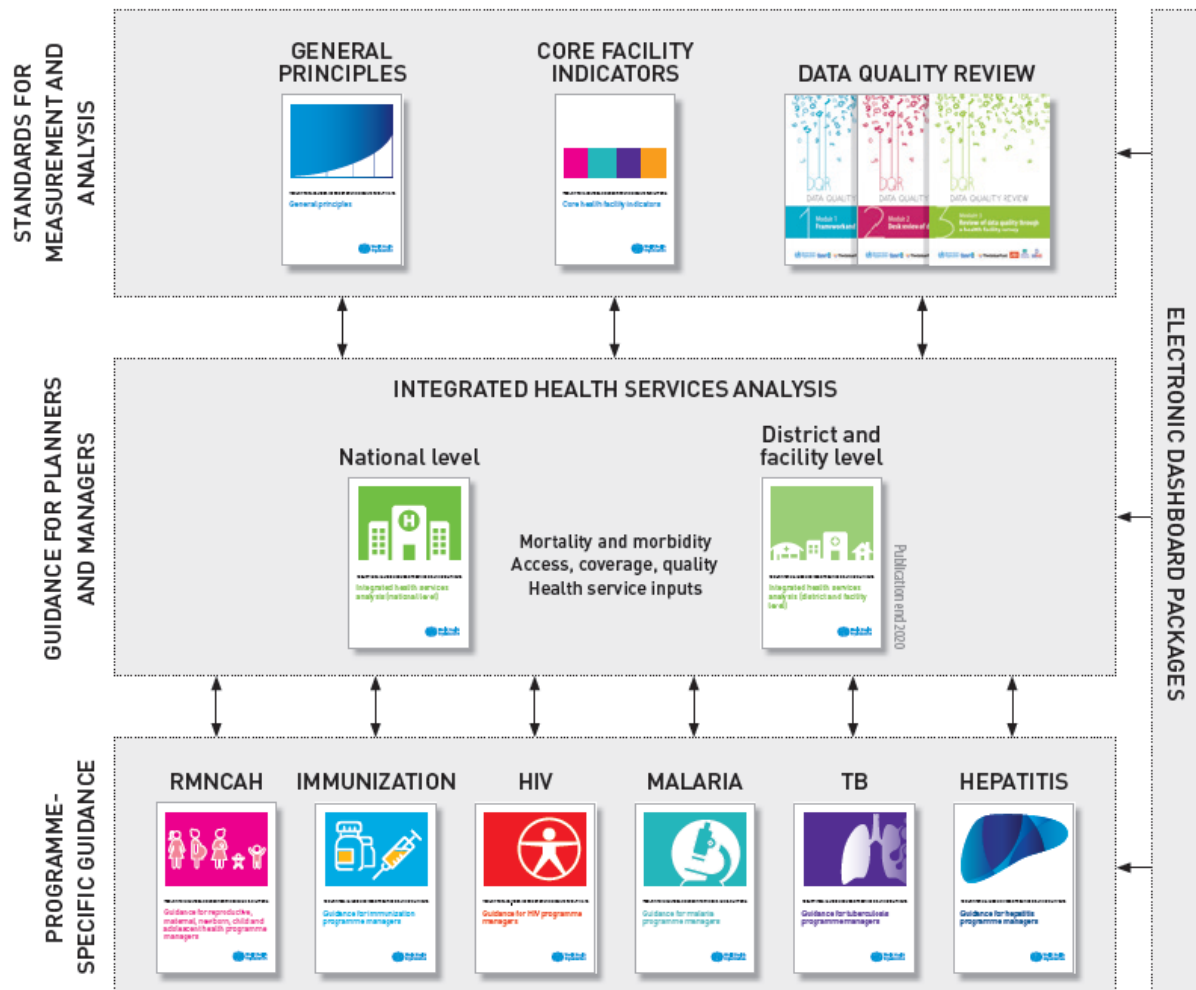 STANDARDS FOR
MEASUREMENT AND
ANALYSIS
GENERAL
PRINCIPLES
General principles
CORE FACILITY
INDICATORS
Core health facility indicators
DATA QUALITY REVIEW
DQR
DATA QUALITY
1
Module 1
Framework and
DQR
DATA QUALITY
2
Module 2
Desk review of
DQR
DATA QUALITY REVIEW
3
Module 3
Review of data quality through
a health facility survey
GUIDANCE FOR PLANNERS
AND MANAGERS
INTEGRATED HEALTH SERVICES ANALYSIS
National level
H
Integrated health services
analysis (national level)
Mortality and morbidity
Access, coverage, quality
Health service inputs
District and
facility level
Integrated health services
analysis (district and facility
level)
Publication end 2020
PROGRAMME-
SPECIFIC GUIDANCE
RMNCAH
Guidance for reproductive,
maternal, newborn, child and
adolescent health programme
managers
IMMUNIZATION
Guidance for immunization
programme managers
HIV
Guidance for HIV programme
managers
MALARIA
Guidance for malaria
programme managers
TB
Guidance for tuberculosis
programme managers
HEPATITIS
Guidance for hepatitis
programme managers
ELECTRONIC DASHBOARD PACKAGES